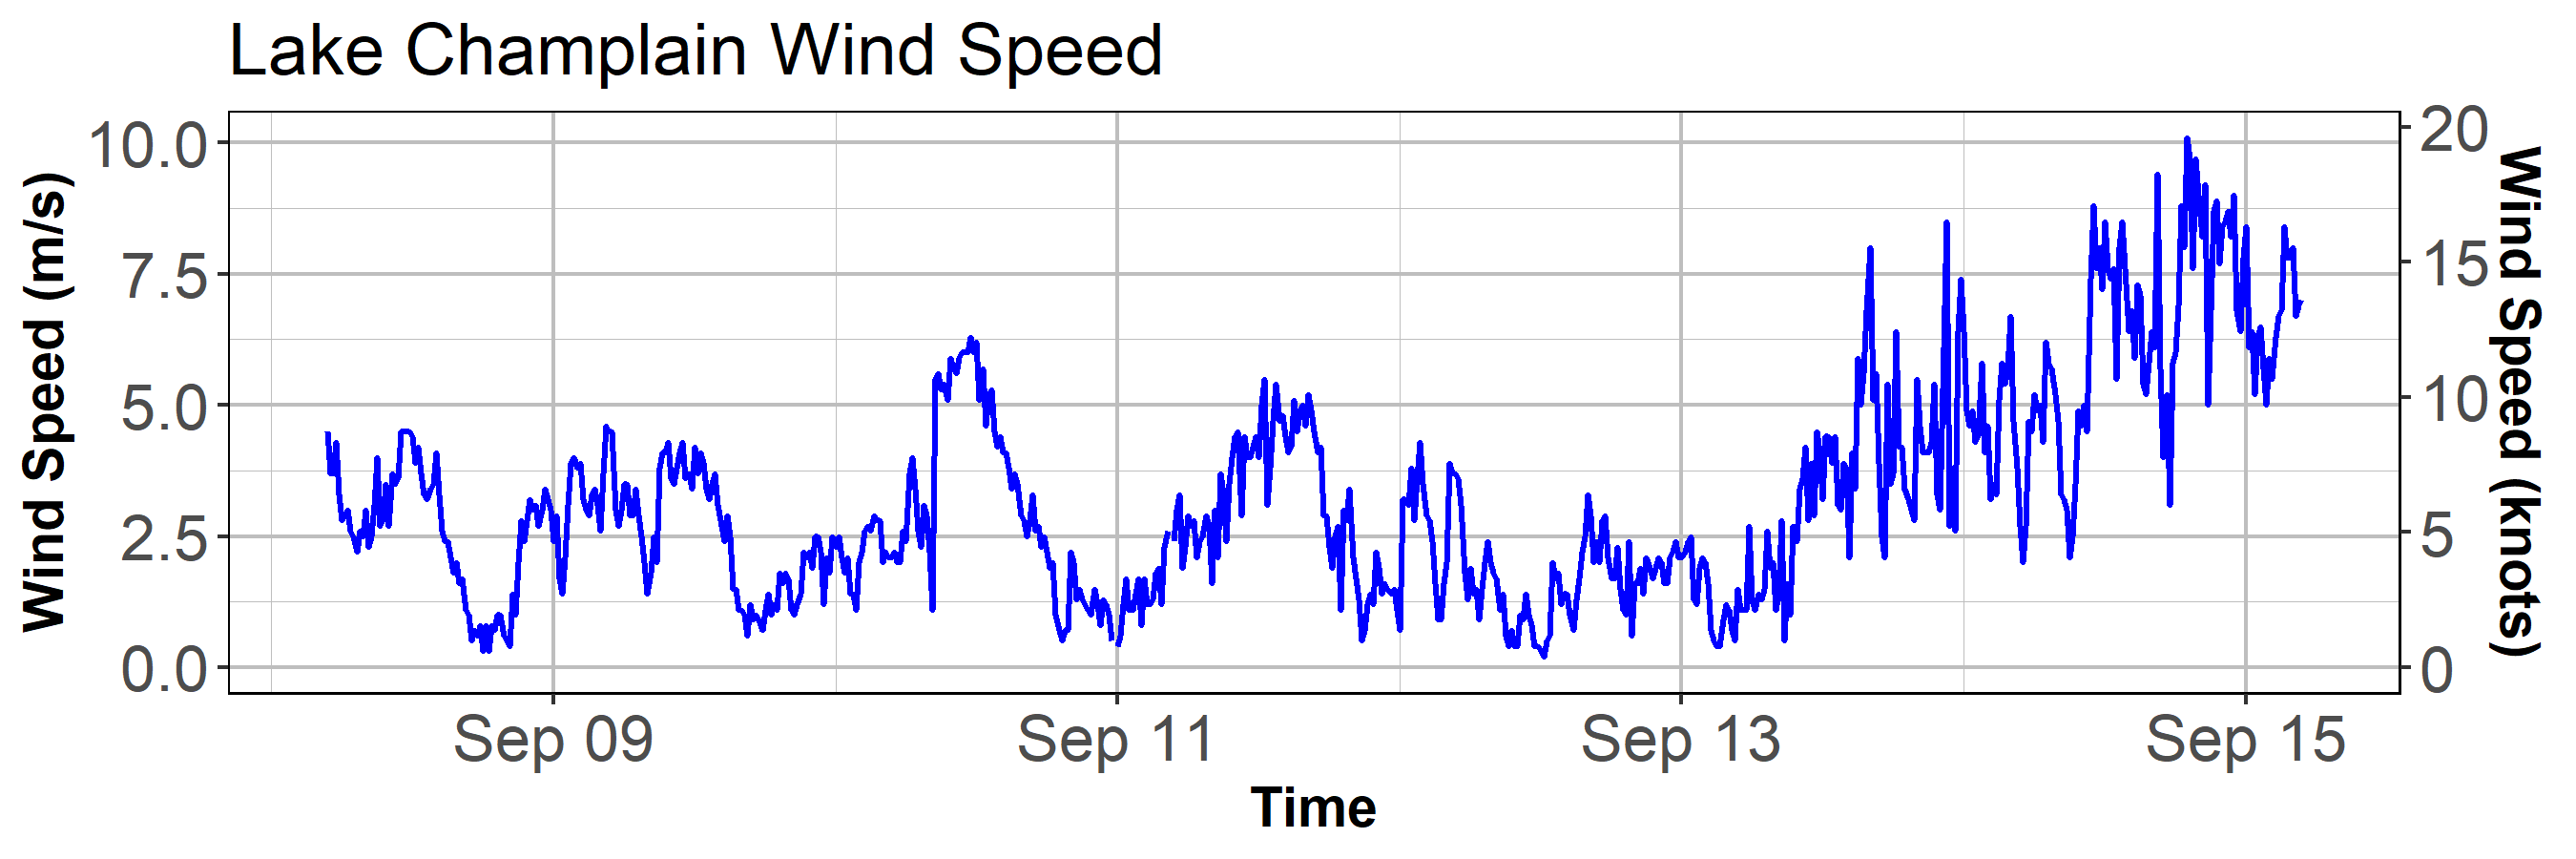 Lake Champlain Wind Speed
Wind Speed (m/s)
10.0
7.5
5.0
2.5
0.0
20
15
10
5
0
Wind Speed (knots)
Sep 09
Sep 11
Sep 13
Sep 15
Time